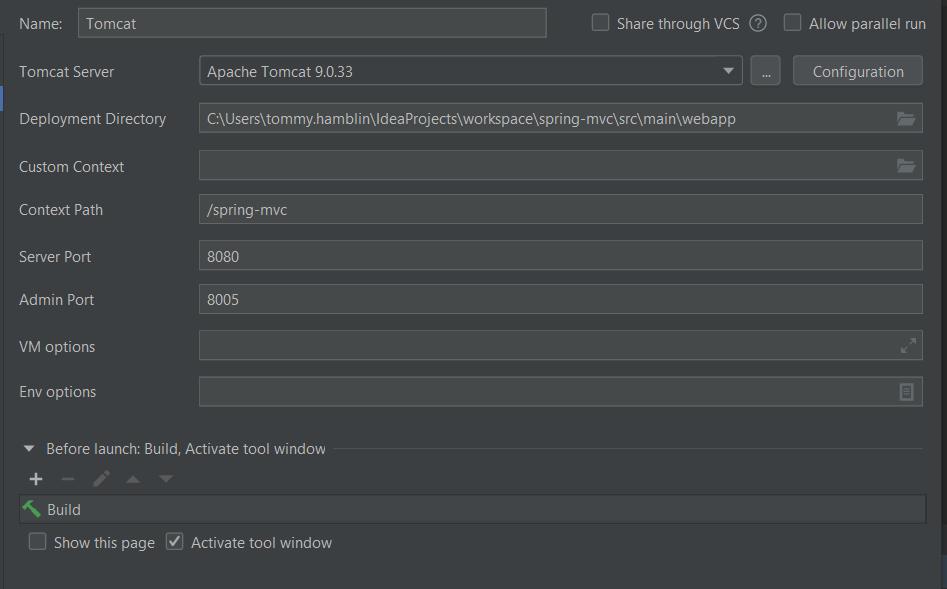 Name: Tomcat Share through VCS ? Allow parallel run
Tomcat Server Apache Tomcat 9.0.33 ... Configuration
Deployment Directory C:\Users\tommy.hamblin\IdeaProjects\workspace\spring-mvc\src\main\webapp
Custom Context
Context Path /spring-mvc
Server Port 8080
Admin Port 8005
VM options
Env options
Before launch: Build, Activate tool window
Build
Show this page Activate tool window